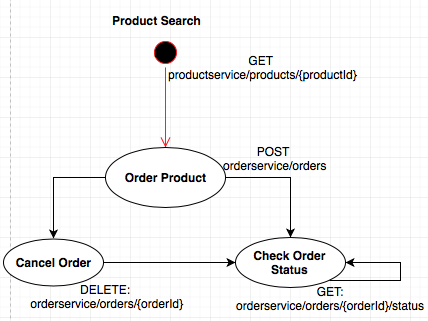 Product Search
GET
productservice/products/{productId}
POST
orderservice/orders
Order Product
Cancel Order
Check Order
Status
DELETE:
orderservice/orders/{orderId}
GET:
orderservice/orders/{orderId}/status